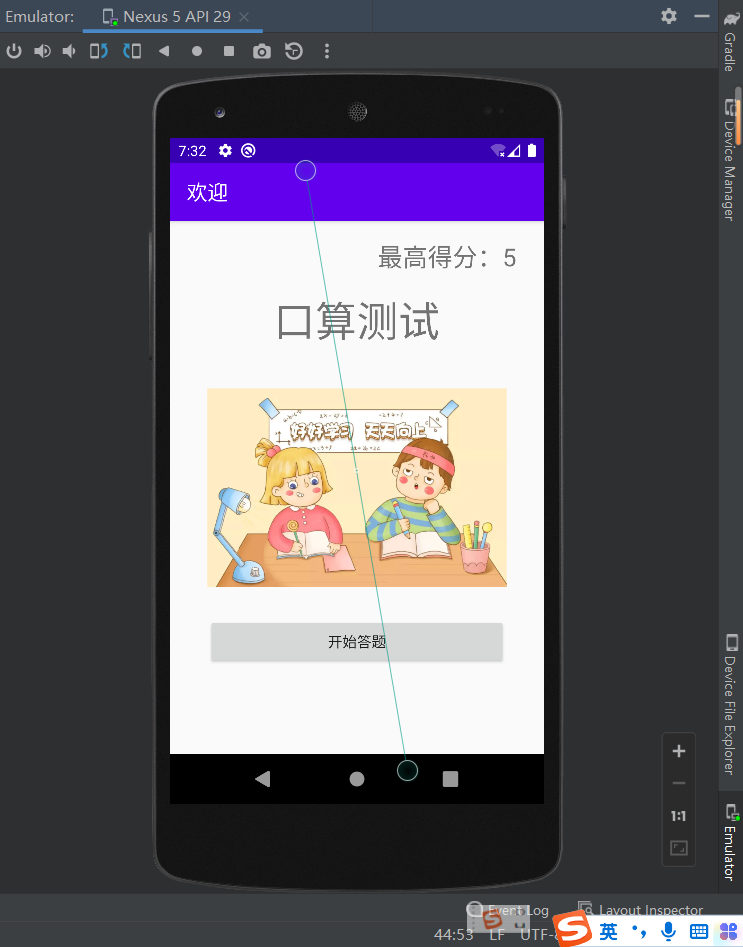 Emulator:
Nexus 5 API 29
Gradle
Device Manager
7:32
欢迎
最高得分：5
口算测试
好好学习 天天向上
开始答题
Device File Explorer
1:1
Emulator
Event Log
Layout Inspector
44:53 LF UTF-
英